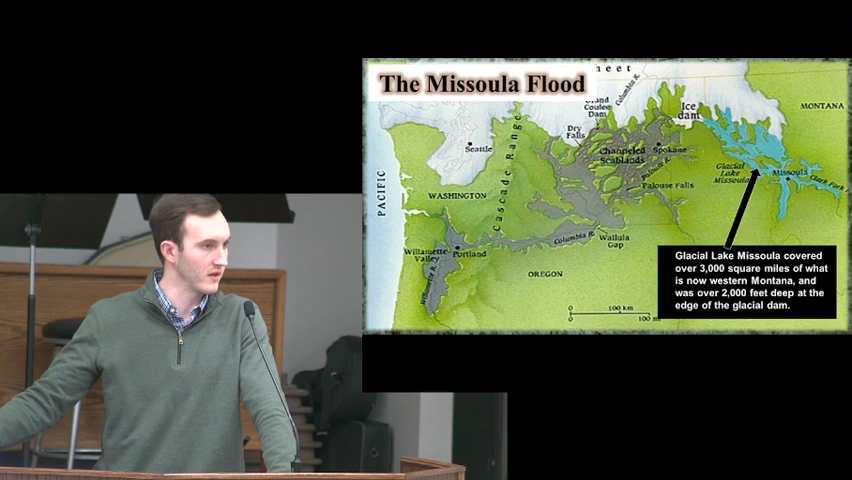 The Missoula Flood
heet
Columbia R.
Coulee
Dam
Ice
dam
MONTANA
Dry
Falls
Seattle
Channeled
Scablands
Spokane
Cascade Range
Palouse R.
Glacial
Lake
Missoula
Missoula
Clark Fork
PACIFIC
Palouse Falls
WASHINGTON
Columbia R.
Wallula
Gap
Willamette
Valley
Portland
Willamette R.
OREGON
Glacial Lake Missoula covered
over 3,000 square miles of what
is now western Montana, and
was over 2,000 feet deep at the
edge of the glacial dam.
100 km
100